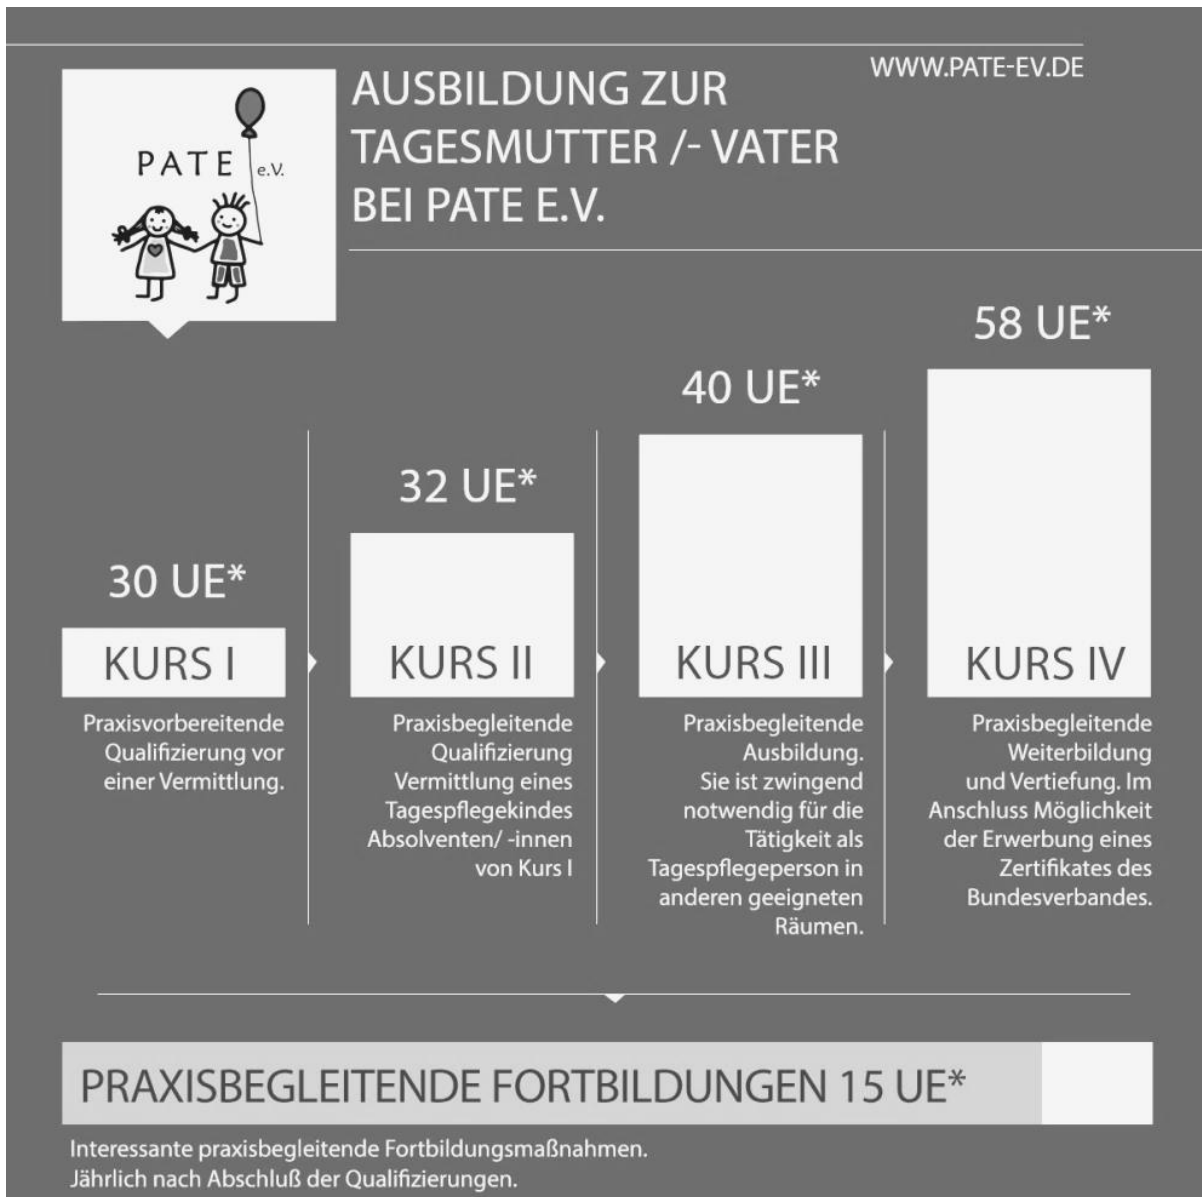 WWW.PATE-EV.DE
PATE e.V.
AUSBILDUNG ZUR
TAGESMUTTER /- VATER
BEI PATE E.V.
30 UE*
KURS I
Praxisvorbereitende
Qualifizierung vor
einer Vermittlung.
32 UE*
KURS II
Praxisbegleitende
Qualifizierung
Vermittlung eines
Tagespflegekindes
Absolventen/ -innen
von Kurs I
40 UE*
KURS III
Praxisbegleitende
Ausbildung.
Sie ist zwingend
notwendig für die
Tätigkeit als
Tagespflegeperson in
anderen geeigneten
Räumen.
58 UE*
KURS IV
Praxisbegleitende
Weiterbildung
und Vertiefung. Im
Anschluss Möglichkeit
der Erwerbung eines
Zertifikates des
Bundesverbandes.
PRAXISBEGLEITENDE FORTBILDUNGEN 15 UE*
Interessante praxisbegleitende Fortbildungsmaßnahmen.
Jährlich nach Abschluß der Qualifizierungen.